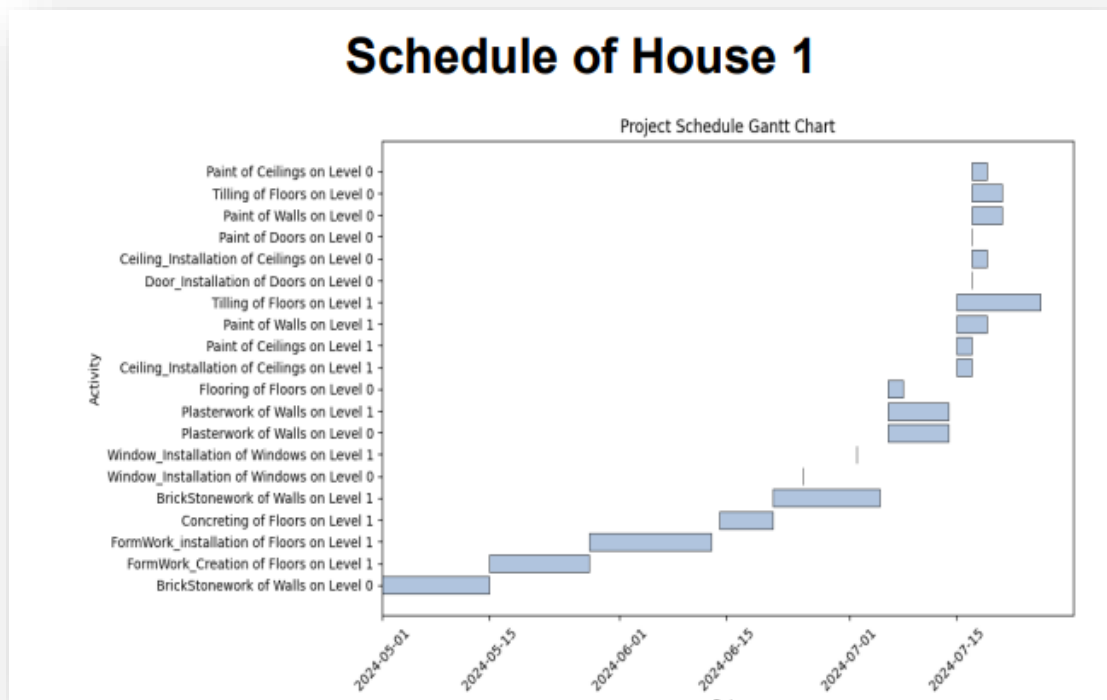 Schedule of House 1
Project Schedule Gantt Chart
Paint of Ceilings on Level 0
Tilling of Floors on Level 0
Paint of Walls on Level 0
Paint of Doors on Level 0
Ceiling_Installation of Ceilings on Level 0
Door_Installation of Doors on Level 0
Tilling of Floors on Level 1
Paint of Walls on Level 1
Paint of Ceilings on Level 1
Ceiling_Installation of Ceilings on Level 1
Flooring of Floors on Level 0
Plasterwork of Walls on Level 1
Plasterwork of Walls on Level 0
Window_Installation of Windows on Level 1
Window_Installation of Windows on Level 0
BrickStonework of Walls on Level 1
Concreting of Floors on Level 1
FormWork_installation of Floors on Level 1
FormWork_Creation of Floors on Level 1
BrickStonework of Walls on Level 0
Activity
2024-05-01
2024-05-15
2024-06-01
2024-06-15
2024-07-01
2024-07-15